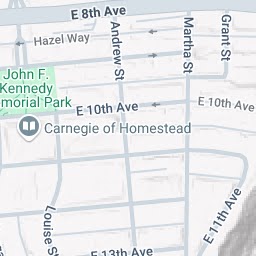 E 8th Ave
Hazel Way
Andrew St
Martha St
Grant St
John F.
Kennedy
emorial Park
E 10th Ave
E 10th Ave
Carnegie of Homestead
Louise St
E 11th Ave
E 13th Ave